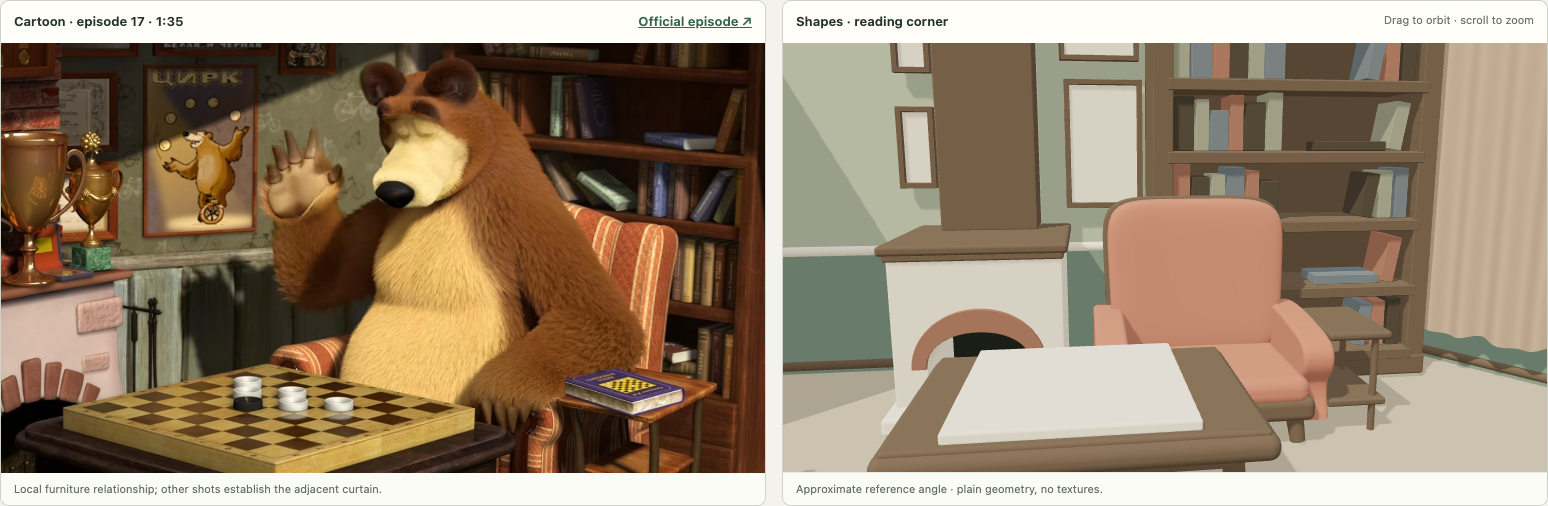 Cartoon · episode 17 · 1:35
Official episode ↗
ЦИРК
Local furniture relationship; other shots establish the adjacent curtain.
Shapes · reading corner
Drag to orbit · scroll to zoom
Approximate reference angle · plain geometry, no textures.